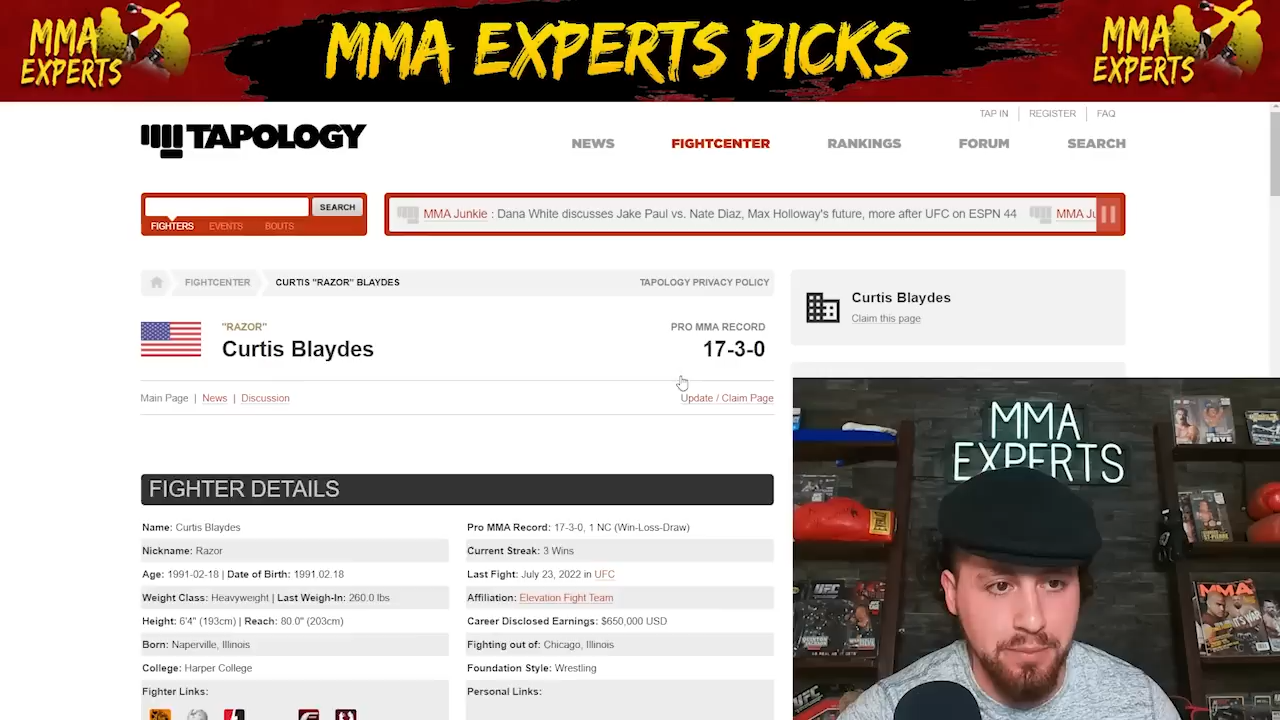 MMA EXPERTS
MMA EXPERTS PICKS
MMA EXPERTS
TAP IN REGISTER FAQ
TAPOLOGY
NEWS FIGHTCENTER RANKINGS FORUM SEARCH
SEARCH
FIGHTERS EVENTS BOUTS
MMA Junkie : Dana White discusses Jake Paul vs. Nate Diaz, Max Holloway's future, more after UFC on ESPN 44 MMA Ju
FIGHTCENTER CURTIS "RAZOR" BLAYDES TAPOLOGY PRIVACY POLICY
Curtis Blaydes
Claim this page
"RAZOR" PRO MMA RECORD
Curtis Blaydes 17-3-0
Main Page | News | Discussion Update / Claim Page
FIGHTER DETAILS
Name: Curtis Blaydes Pro MMA Record: 17-3-0, 1 NC (Win-Loss-Draw)
Nickname: Razor Current Streak: 3 Wins
Age: 1991-02-18 | Date of Birth: 1991.02.18 Last Fight: July 23, 2022 in UFC
Weight Class: Heavyweight | Last Weigh-In: 260.0 lbs Affiliation: Elevation Fight Team
Height: 6'4" (193cm) | Reach: 80.0" (203cm) Career Disclosed Earnings: $650,000 USD
Born: Naperville, Illinois Fighting out of: Chicago, Illinois
College: Harper College Foundation Style: Wrestling
Fighter Links: Personal Links:
MMA
EXPERTS
FRYE
UFC
MMA
UFC